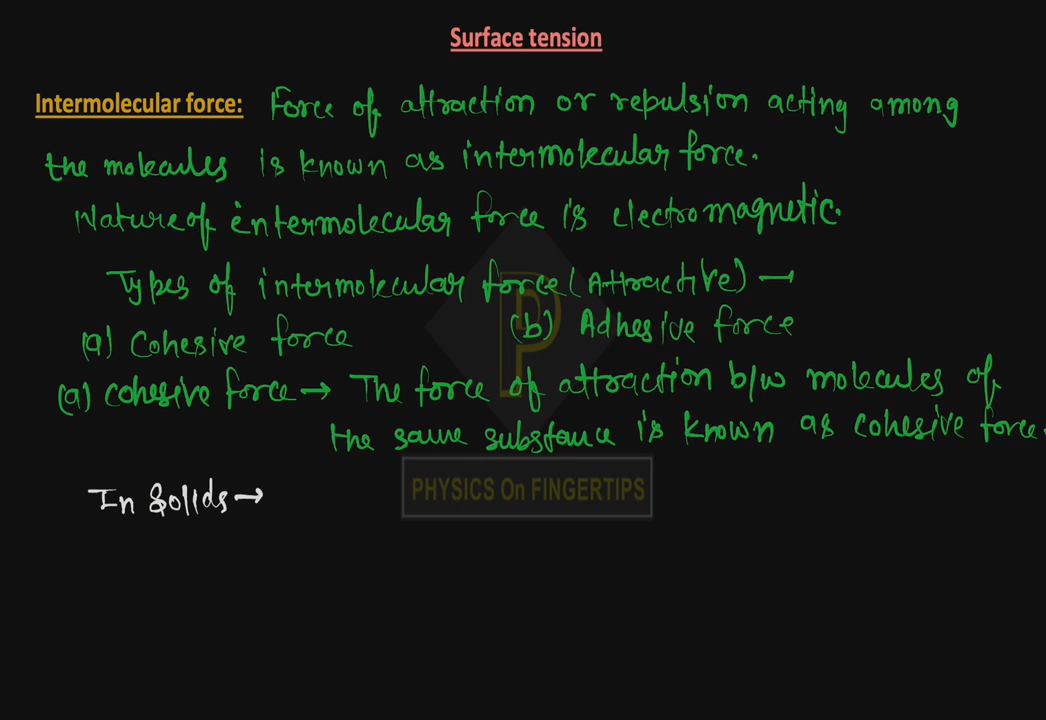 Surface tension
Intermolecular force: Force of attraction or repulsion acting among
the molecules is known as intermolecular force.
Nature of intermolecular force is electromagnetic.
Types of intermolecular force (Attractive) →
(a) Cohesive force (b) Adhesive force
(a) Cohesive force → The force of attraction b/w molecules of
the same substance is known as cohesive force.
In Solids →
PHYSICS On FINGERTIPS